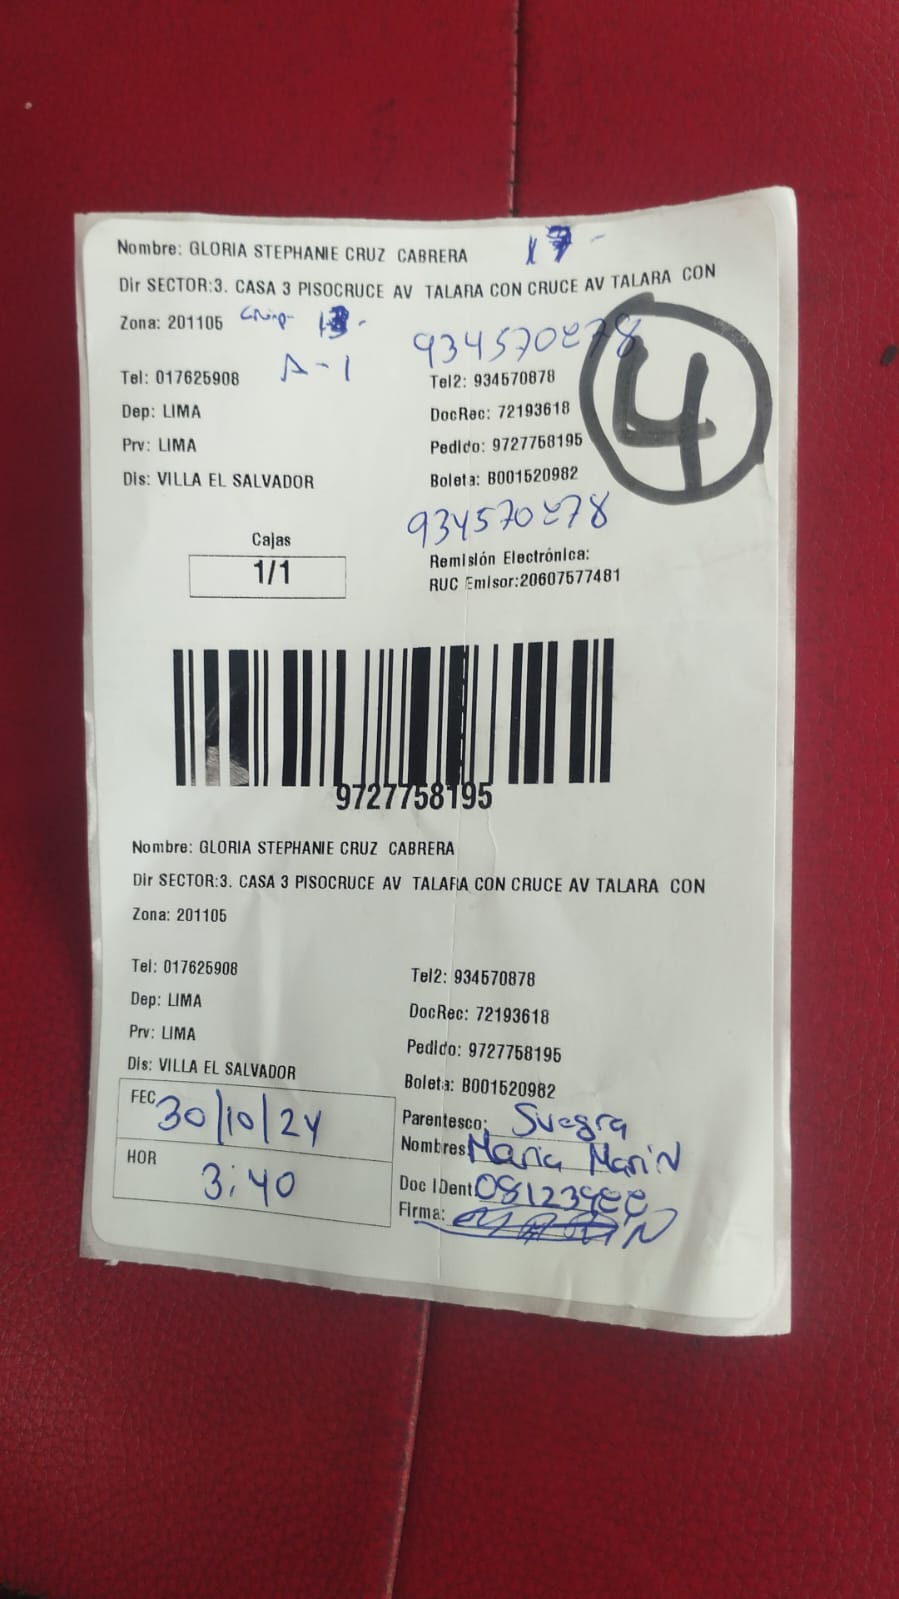 Nombre: GLORIA STEPHANIE CRUZ CABRERA 17 -
Dir SECTOR:3. CASA 3 PISOCRUCE AV TALARA CON CRUCE AV TALARA CON
Zona: 201105
934570878
A-1
4
Tel: 017625908 Tel2: 934570878
Dep: LIMA DocRec: 72193618
Prv: LIMA Pedido: 9727758195
Dis: VILLA EL SALVADOR Boleta: B001520982
934570878
Cajas
1/1
Remisión Electrónica:
RUC Emisor:20607577481
9727758195
Nombre: GLORIA STEPHANIE CRUZ CABRERA
Dir SECTOR:3. CASA 3 PISOCRUCE AV TALARA CON CRUCE AV TALARA CON
Zona: 201105
Tel: 017625908 Tel2: 934570878
Dep: LIMA DocRec: 72193618
Prv: LIMA Pedido: 9727758195
Dis: VILLA EL SALVADOR Boleta: B001520982
FEC 30/10/24 Parentesco: Suegra
Nombres Maria Marin
HOR 3:40
Doc IDent:
Firma: